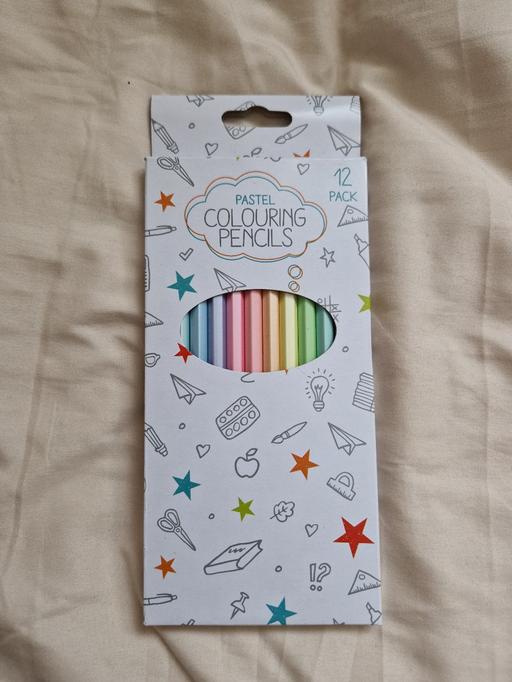 12
PACK
PASTEL
COLOURING
PENCILS
!?